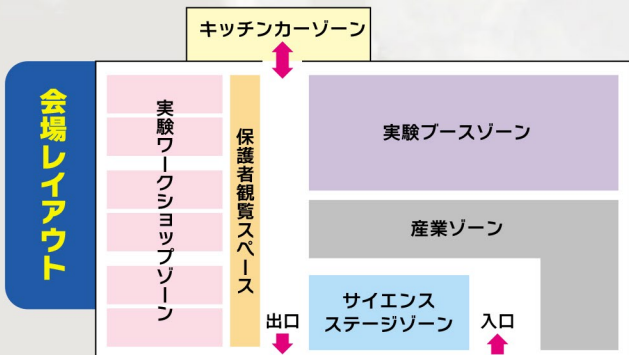 キッチンカーゾーン
会場レイアウト
実験ワークショップゾーン
保護者観覧スペース
実験ブースゾーン
産業ゾーン
サイエンス
ステージゾーン
出口
入口